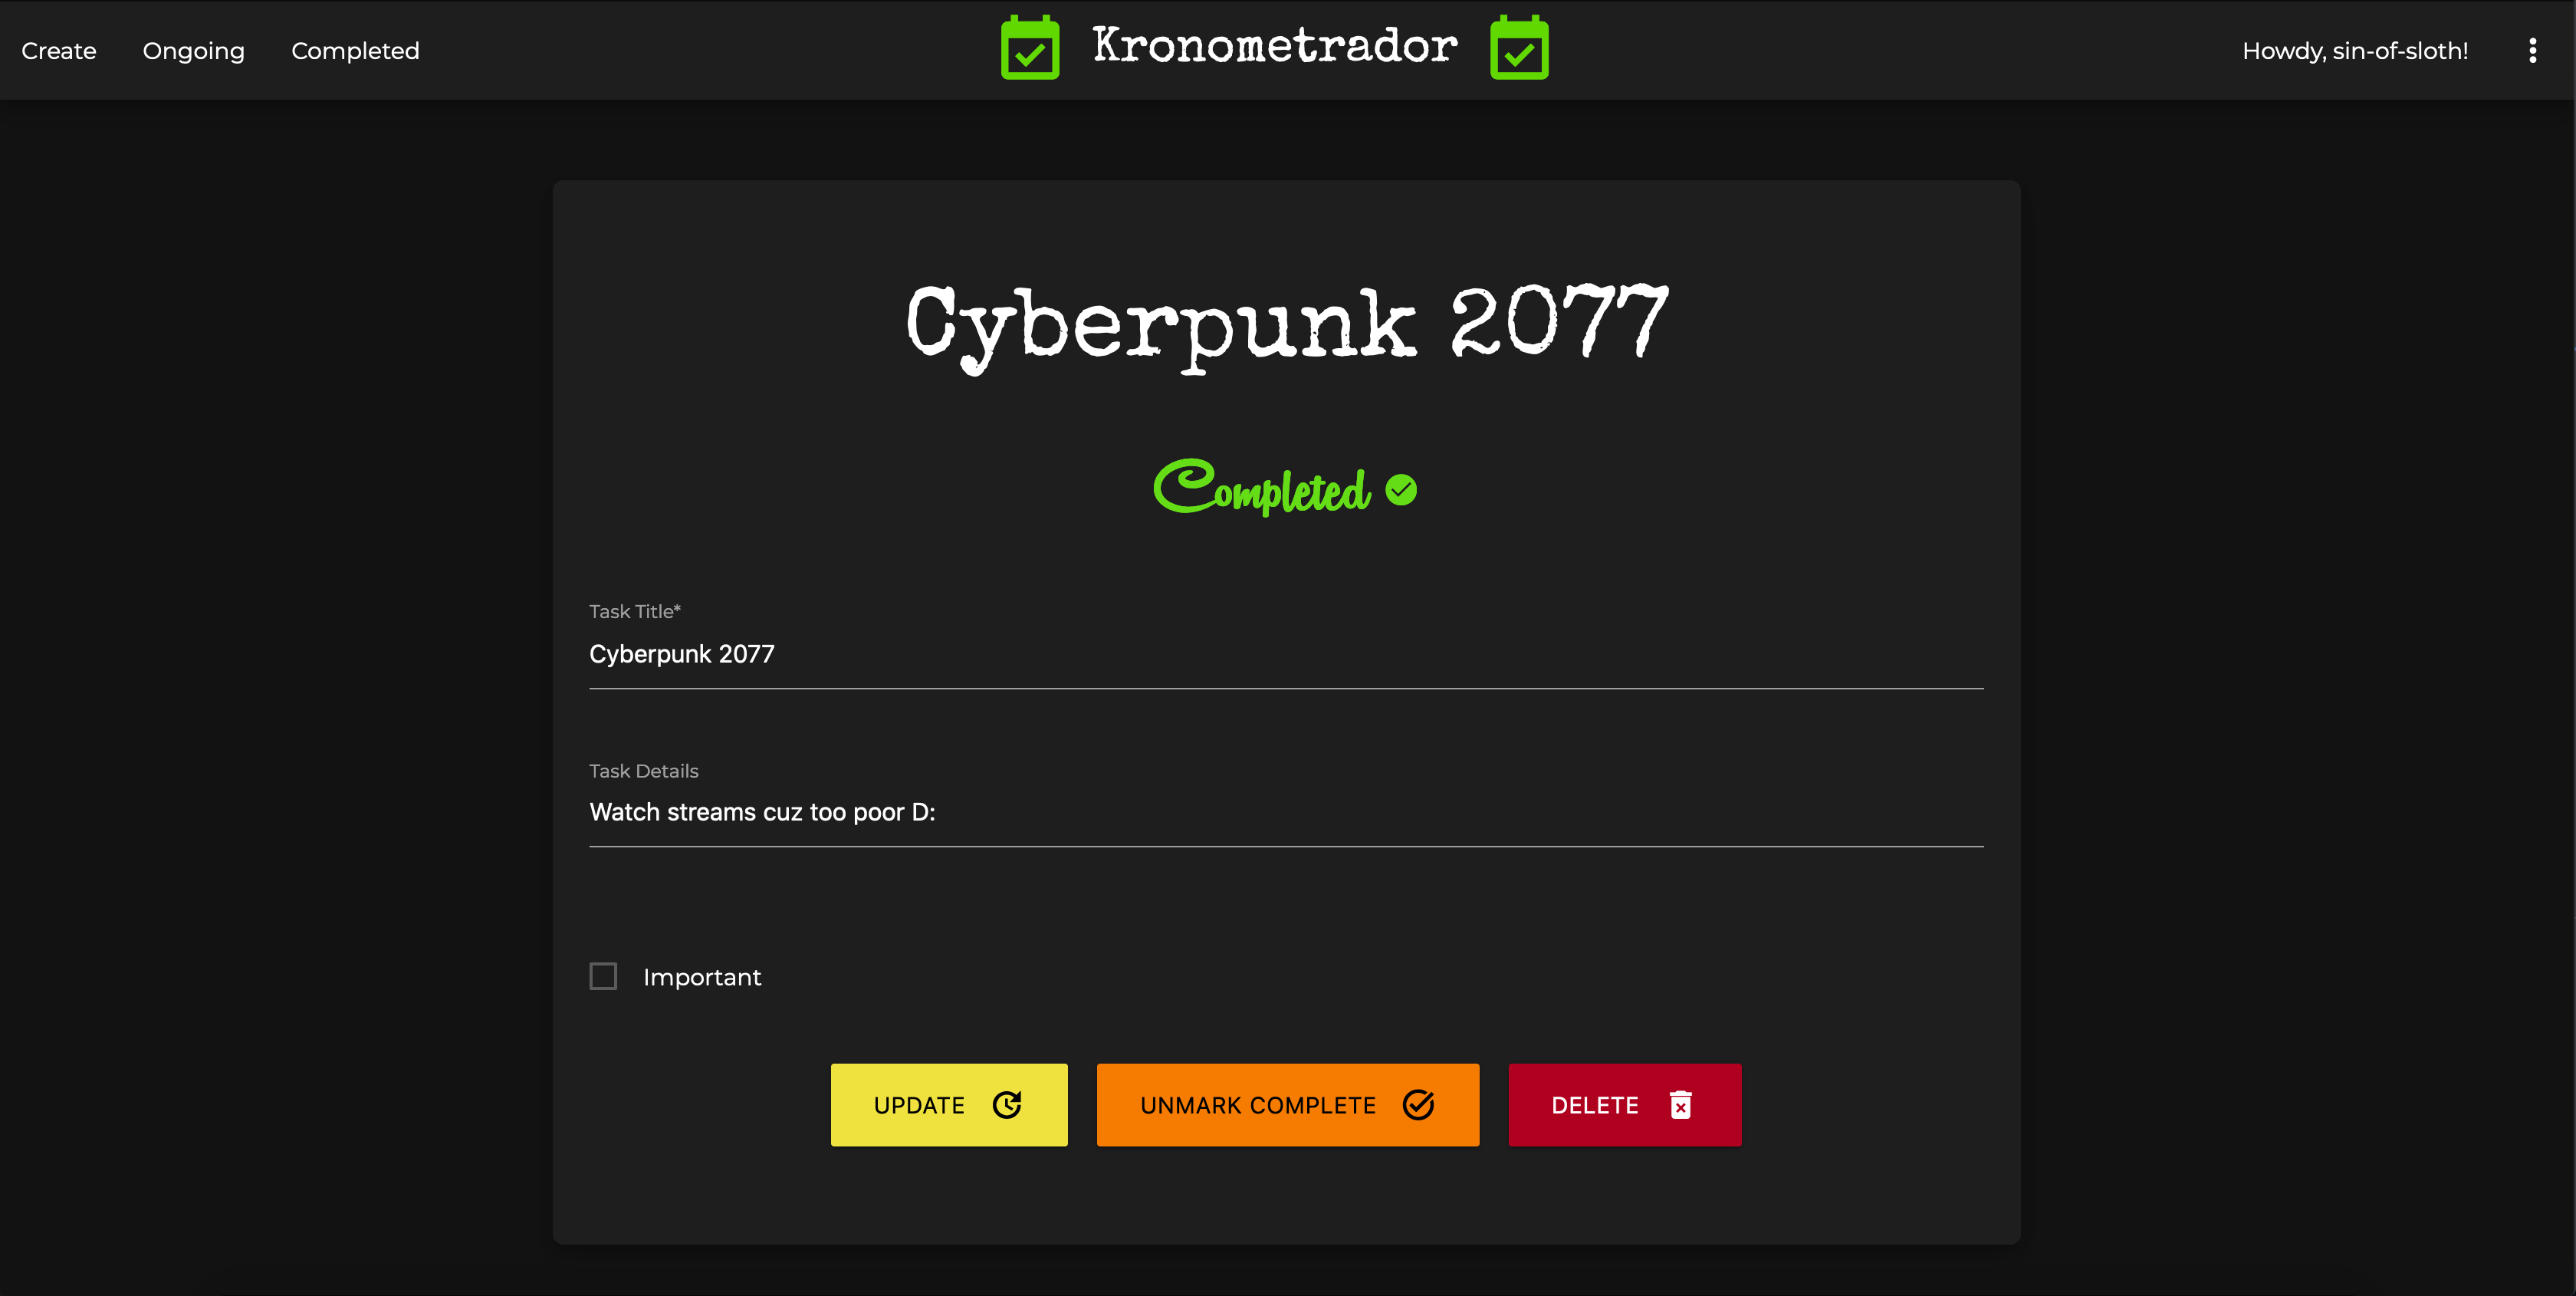 Create Ongoing Completed Kronometrador Howdy, sin-of-sloth!
Cyberpunk 2077
Completed
Task Title*
Cyberpunk 2077
Task Details
Watch streams cuz too poor D:
Important
UPDATE UNMARK COMPLETE DELETE